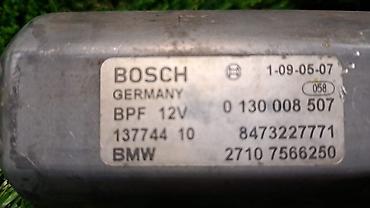 BOSCH 1-09-05-07
GERMANY 058
BPF 12V 0 130 008 507
137744 10 8473227771
BMW 2710 7566250